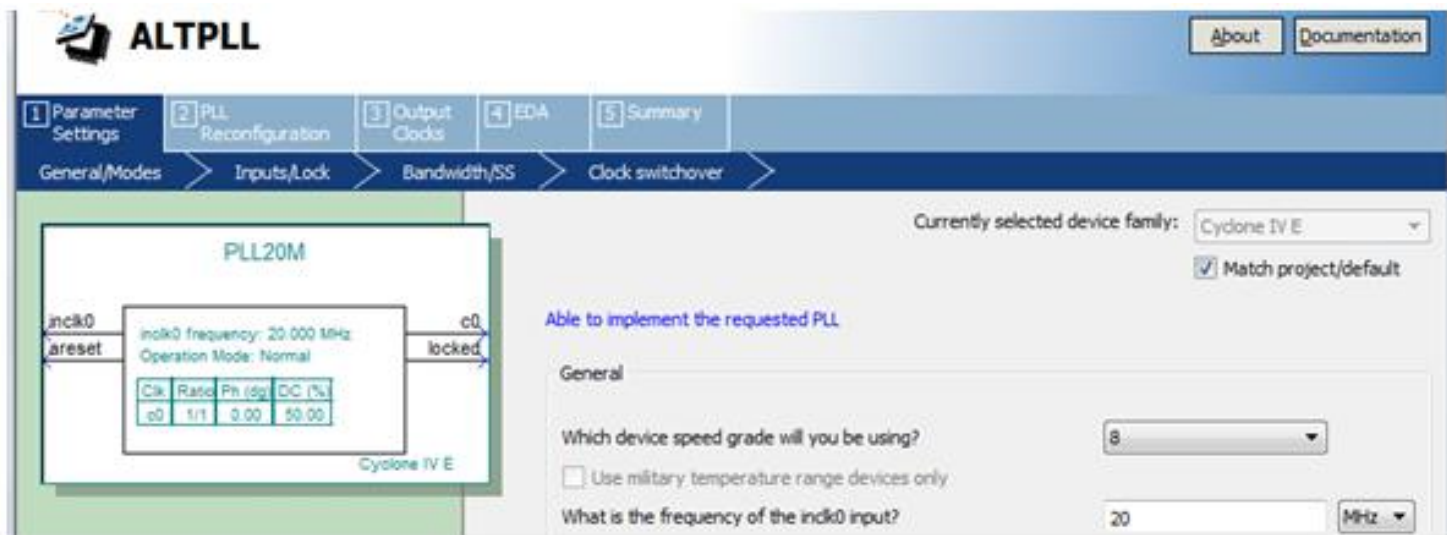 ALTPLL
About
Documentation
1 Parameter Settings
2 PLL Reconfiguration
3 Output Clocks
4 EDA
5 Summary
General/Modes
Inputs/Lock
Bandwidth/SS
Clock switchover
Currently selected device family:
Cyclone IV E
Match project/default
PLL20M
inclk0
areset
c0
locked
inclk0 frequency: 20.000 MHz
Operation Mode: Normal
Clk Ratio Ph (dg) DC (%)
c0 1/1 0.00 50.00
Cyclone IV E
Able to implement the requested PLL
General
Which device speed grade will you be using?
8
Use military temperature range devices only
What is the frequency of the inclk0 input?
20
MHz